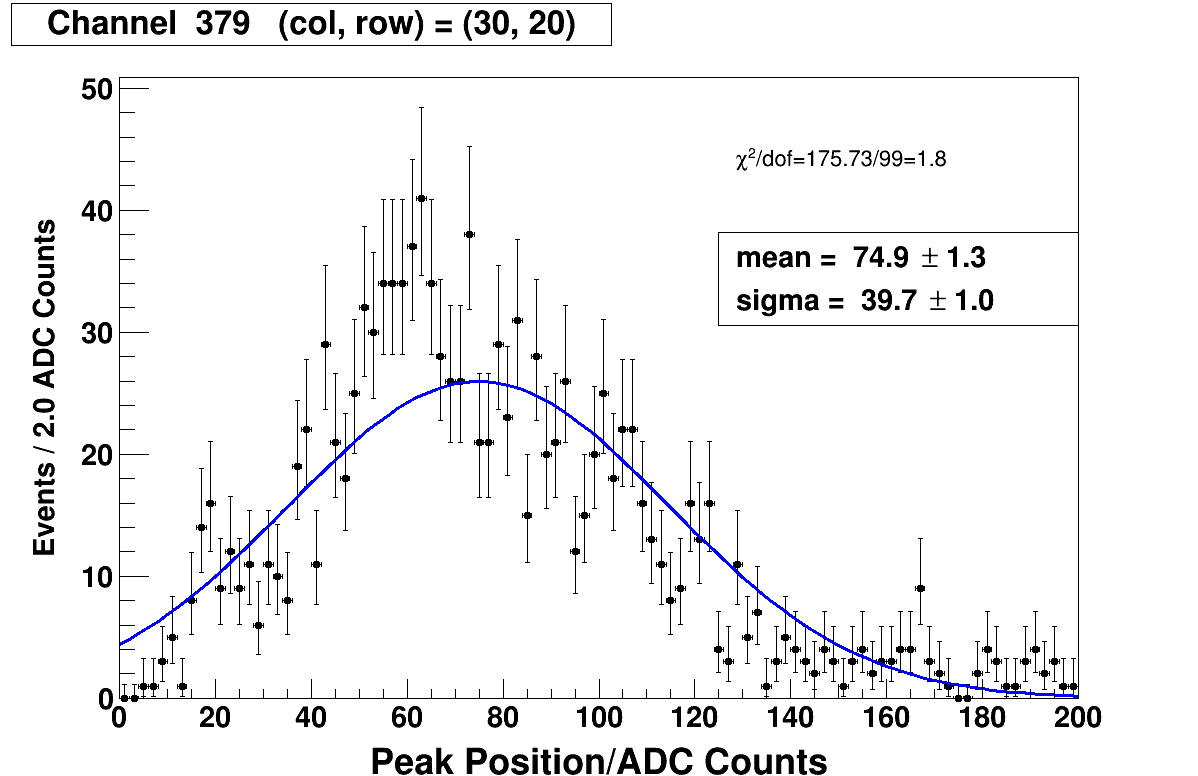 Channel 379 (col, row) = (30, 20)
50
40
30
20
10
0
Events / 2.0 ADC Counts
χ²/dof=175.73/99=1.8
mean = 74.9 ± 1.3
sigma = 39.7 ± 1.0
0 20 40 60 80 100 120 140 160 180 200
Peak Position/ADC Counts